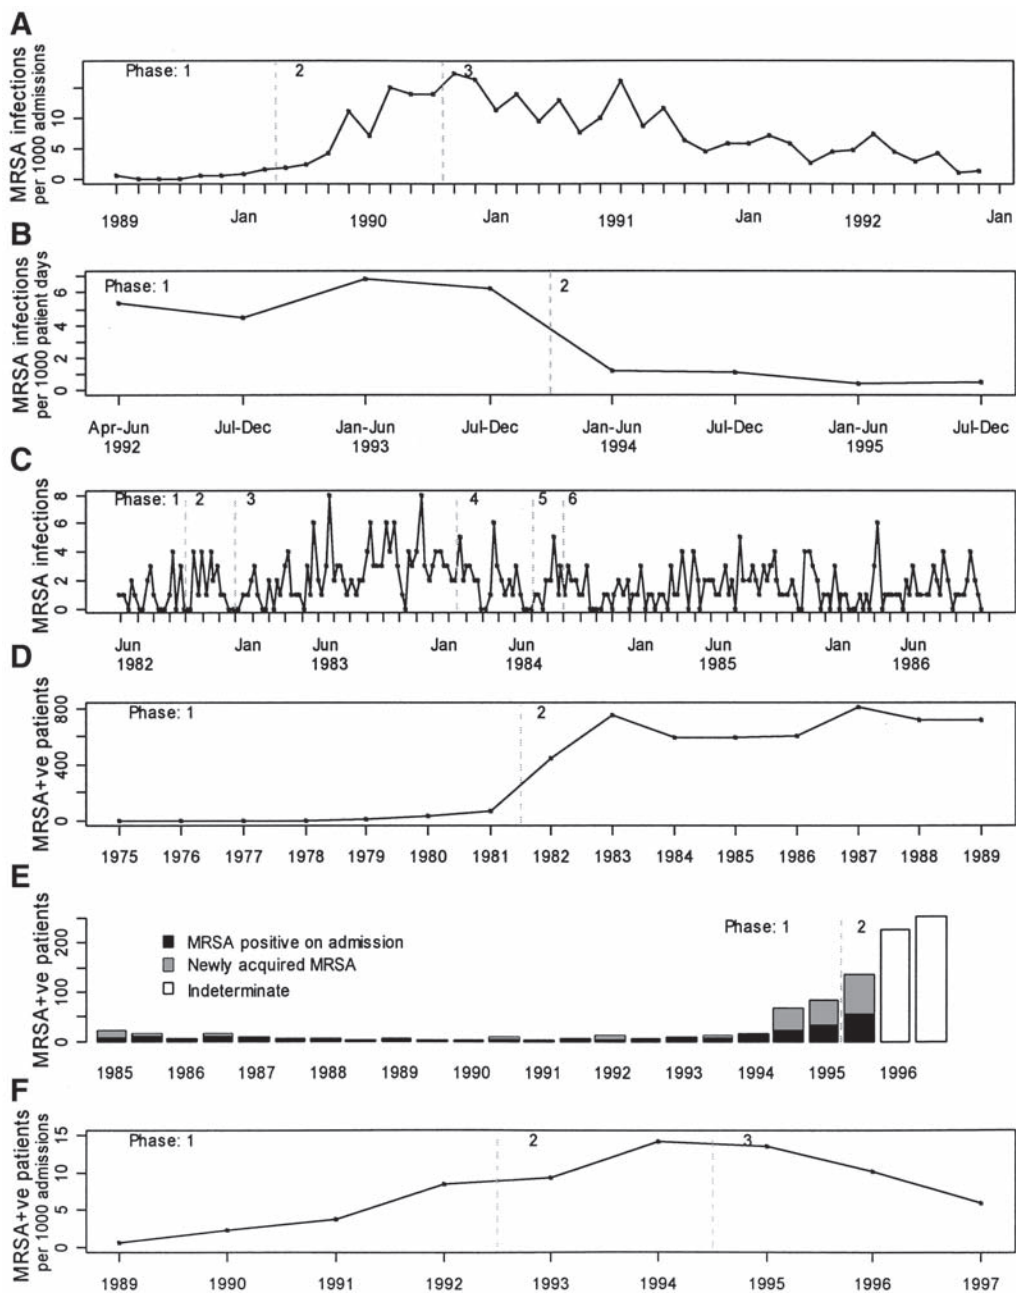 A
MRSA infections
per 1000 admissions
10
5
0
Phase: 1 2 3
1989 Jan 1990 Jan 1991 Jan 1992 Jan
B
MRSA infections
per 1000 patient days
6
4
2
0
Phase: 1 2
Apr-Jun Jul-Dec Jan-Jun Jul-Dec Jan-Jun Jul-Dec Jan-Jun Jul-Dec
1992 1993 1994 1995
C
MRSA infections
8
6
4
2
0
Phase: 1 2 3 4 5 6
Jun Jan Jun Jan Jun Jan Jun Jan Jun
1982 1983 1984 1985 1986
D
MRSA+ve patients
800
400
0
Phase: 1 2
1975 1976 1977 1978 1979 1980 1981 1982 1983 1984 1985 1986 1987 1988 1989
E
MRSA+ve patients
200
100
0
MRSA positive on admission
Newly acquired MRSA
Indeterminate
Phase: 1 2
1985 1986 1987 1988 1989 1990 1991 1992 1993 1994 1995 1996
F
MRSA+ve patients
per 1000 admissions
15
10
5
0
Phase: 1 2 3
1989 1990 1991 1992 1993 1994 1995 1996 1997